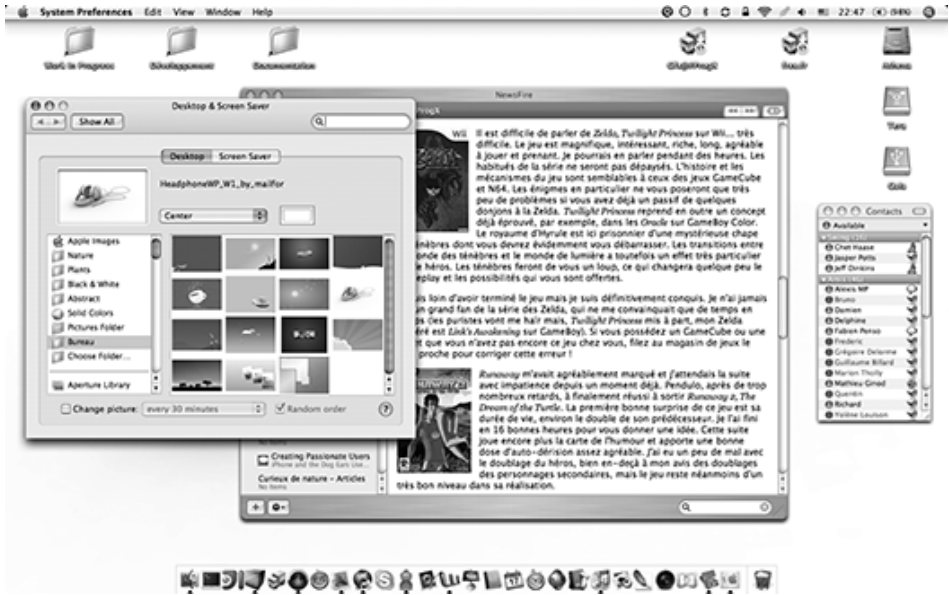 System Preferences Edit View Window Help
22:47 (98%)
Work in Progress
Développement
Documentation
Desktop & Screen Saver
Show All
Desktop Screen Saver
HeadphoneWP_W1_by_mailfor
Center
Apple Images
Nature
Plants
Black & White
Abstract
Solid Colors
Pictures Folder
Bureau
Choose Folder...
Aperture Library
Change picture: every 30 minutes Random order ?
NewsFire
Wii Il est difficile de parler de Zelda, Twilight Princess sur Wii... très
difficile. Le jeu est magnifique, intéressant, riche, long, agréable
à jouer et prenant. Je pourrais en parler pendant des heures. Les
habitués de la série ne seront pas dépaysés. L'histoire et les
mécanismes du jeu sont semblables à ceux des jeux GameCube
et N64. Les énigmes en particulier ne vous poseront que très
peu de problèmes si vous avez déjà un passif de quelques
donjons à la Zelda. Twilight Princess reprend en outre un concept
déjà éprouvé, par exemple, dans les Oracle sur GameBoy Color.
Le royaume d'Hyrule est ici prisonnier d'une mystérieuse chape
dont vous devrez évidemment vous débarrasser. Les transitions entre
des ténèbres et le monde de lumière a toutefois un effet très particulier
héros. Les ténèbres feront de vous un loup, ce qui changera quelque peu le
et les possibilités qui vous sont offertes.
loin d'avoir terminé le jeu mais je suis définitivement conquis. Je n'ai jamais
grand fan de la série des Zelda, qui ne me convainquait que de temps en
puristes vont me haïr mais, Twilight Princess mis à part, mon Zelda
est Link's Awakening sur GameBoy). Si vous possédez un GameCube ou une
que vous n'avez pas encore ce jeu chez vous, filez au magasin de jeux le
proche pour corriger cette erreur !
Runaway m'avait agréablement marqué et j'attendais la suite
avec impatience depuis un moment déjà. Pendulo, après de trop
nombreux retards, à finalement réussi à sortir Runaway 2, The
Dream of the Turtle. La première bonne surprise de ce jeu est sa
durée de vie, environ le double de son prédécesseur. Je l'ai fini
en 16 bonnes heures pour vous donner une idée. Cette suite
joue encore plus la carte de l'humour et apporte une bonne
dose d'auto-dérision assez agréable. J'ai eu un peu de mal avec
le doublage du héros, bien en-deçà à mon avis des doublages
des personnages secondaires, mais le jeu reste néanmoins d'un
très bon niveau dans sa réalisation.
Creating Passionate Users
iPhone and the Dog Ears Use...
Curieux de nature - Articles
No Items
Contacts
Available
Chet Haase
Jasper Potts
Jeff Dinkins
Alexis MP
Bruno
Damien
Delphine
Fabien Penso
Frederic
Grégoire Delorme
Guillaume Billard
Marion Tholly
Mathieu Girod
Quentin
Richard